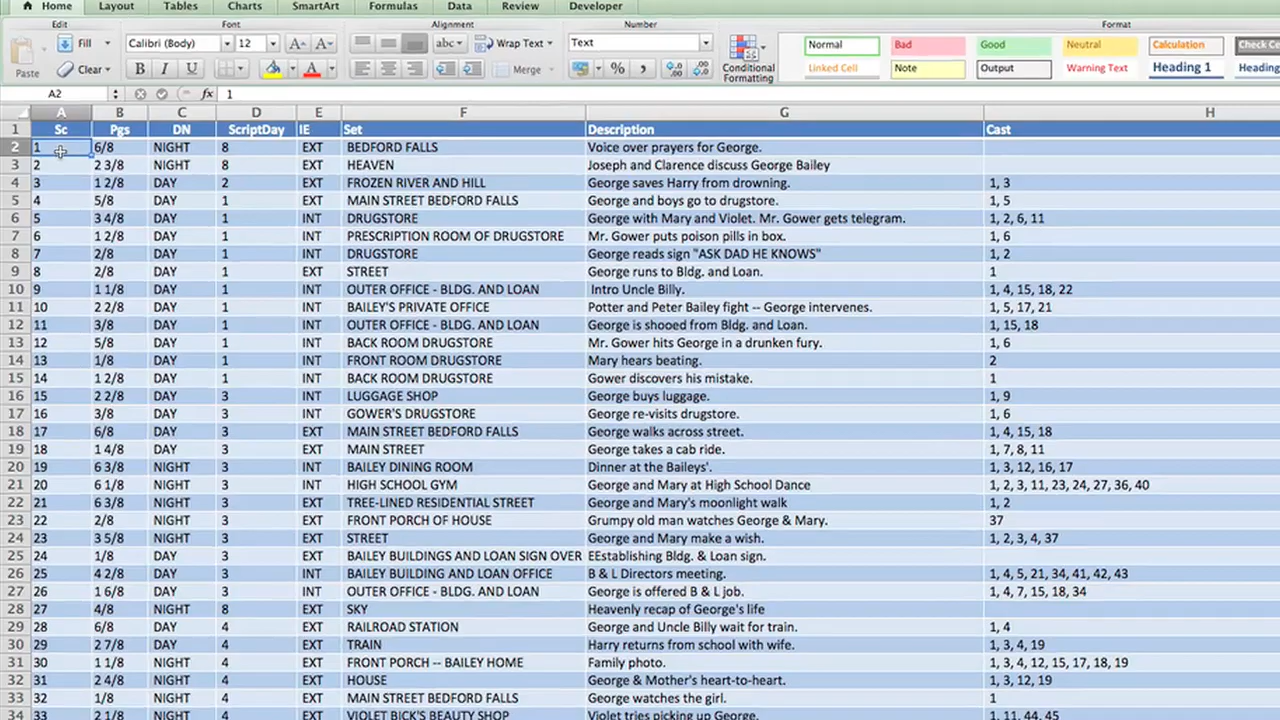 Home Layout Tables Charts SmartArt Formulas Data Review Developer
Edit Font Alignment Number Format
Fill Calibri (Body) 12 A A abc Wrap Text Text Normal Bad Good Neutral Calculation
Paste Clear B I U A Merge % , Conditional Formatting Linked Cell Note Output Warning Text Heading 1
A2 fx 1
A B C D E F G H
1 Sc Pgs DN ScriptDay IE Set Description Cast
2 1 6/8 NIGHT 8 EXT BEDFORD FALLS Voice over prayers for George.
3 2 2 3/8 NIGHT 8 EXT HEAVEN Joseph and Clarence discuss George Bailey
4 3 1 2/8 DAY 2 EXT FROZEN RIVER AND HILL George saves Harry from drowning. 1, 3
5 4 5/8 DAY 1 EXT MAIN STREET BEDFORD FALLS George and boys go to drugstore. 1, 5
6 5 3 4/8 DAY 1 INT DRUGSTORE George with Mary and Violet. Mr. Gower gets telegram. 1, 2, 6, 11
7 6 1 2/8 DAY 1 INT PRESCRIPTION ROOM OF DRUGSTORE Mr. Gower puts poison pills in box. 1, 6
8 7 2/8 DAY 1 INT DRUGSTORE George reads sign "ASK DAD HE KNOWS" 1, 2
9 8 2/8 DAY 1 EXT STREET George runs to Bldg. and Loan. 1
10 9 1 1/8 DAY 1 INT OUTER OFFICE - BLDG. AND LOAN Intro Uncle Billy. 1, 4, 15, 18, 22
11 10 2 2/8 DAY 1 INT BAILEY'S PRIVATE OFFICE Potter and Peter Bailey fight -- George intervenes. 1, 5, 17, 21
12 11 3/8 DAY 1 INT OUTER OFFICE - BLDG. AND LOAN George is shooed from Bldg. and Loan. 1, 15, 18
13 12 5/8 DAY 1 INT BACK ROOM DRUGSTORE Mr. Gower hits George in a drunken fury. 1, 6
14 13 1/8 DAY 1 INT FRONT ROOM DRUGSTORE Mary hears beating. 2
15 14 1 2/8 DAY 1 INT BACK ROOM DRUGSTORE Gower discovers his mistake. 1
16 15 2 2/8 DAY 3 INT LUGGAGE SHOP George buys luggage. 1, 9
17 16 3/8 DAY 3 INT GOWER'S DRUGSTORE George re-visits drugstore. 1, 6
18 17 6/8 DAY 3 EXT MAIN STREET BEDFORD FALLS George walks across street. 1, 4, 15, 18
19 18 1 4/8 DAY 3 EXT MAIN STREET George takes a cab ride. 1, 7, 8, 11
20 19 6 3/8 NIGHT 3 INT BAILEY DINING ROOM Dinner at the Baileys'. 1, 3, 12, 16, 17
21 20 6 1/8 NIGHT 3 INT HIGH SCHOOL GYM George and Mary at High School Dance 1, 2, 3, 11, 23, 24, 27, 36, 40
22 21 6 3/8 NIGHT 3 EXT TREE-LINED RESIDENTIAL STREET George and Mary's moonlight walk 1, 2
23 22 2/8 NIGHT 3 EXT FRONT PORCH OF HOUSE Grumpy old man watches George & Mary. 37
24 23 3 5/8 NIGHT 3 EXT STREET George and Mary make a wish. 1, 2, 3, 4, 37
25 24 1/8 DAY 3 EXT BAILEY BUILDINGS AND LOAN SIGN OVER EEstablishing Bldg. & Loan sign.
26 25 4 2/8 DAY 3 INT BAILEY BUILDING AND LOAN OFFICE B & L Directors meeting. 1, 4, 5, 21, 34, 41, 42, 43
27 26 1 6/8 DAY 3 INT OUTER OFFICE - BLDG. AND LOAN George is offered B & L job. 1, 4, 7, 15, 18, 34
28 27 4/8 NIGHT 8 EXT SKY Heavenly recap of George's life
29 28 6/8 DAY 4 EXT RAILROAD STATION George and Uncle Billy wait for train. 1, 4
30 29 2 7/8 DAY 4 EXT TRAIN Harry returns from school with wife. 1, 3, 4, 19
31 30 1 1/8 NIGHT 4 EXT FRONT PORCH -- BAILEY HOME Family photo. 1, 3, 4, 12, 15, 17, 18, 19
32 31 2 4/8 NIGHT 4 EXT HOUSE George & Mother's heart-to-heart. 1, 3, 12, 19
33 32 1/8 NIGHT 4 EXT MAIN STREET BEDFORD FALLS George watches the girl. 1
34 33 2 1/8 NIGHT 4 EXT VIOLET BICK'S BEAUTY SHOP Violet tries picking up George. 1, 11, 44, 45